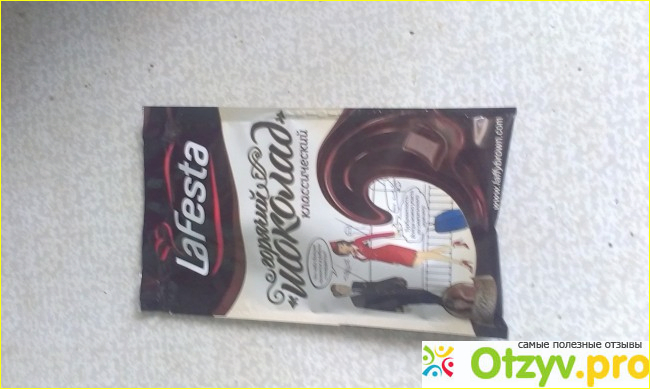 LaFesta
горячий
"шоколад"
классический
www.laffybrown.com
самые полезные отзывы
Otzyv.pro